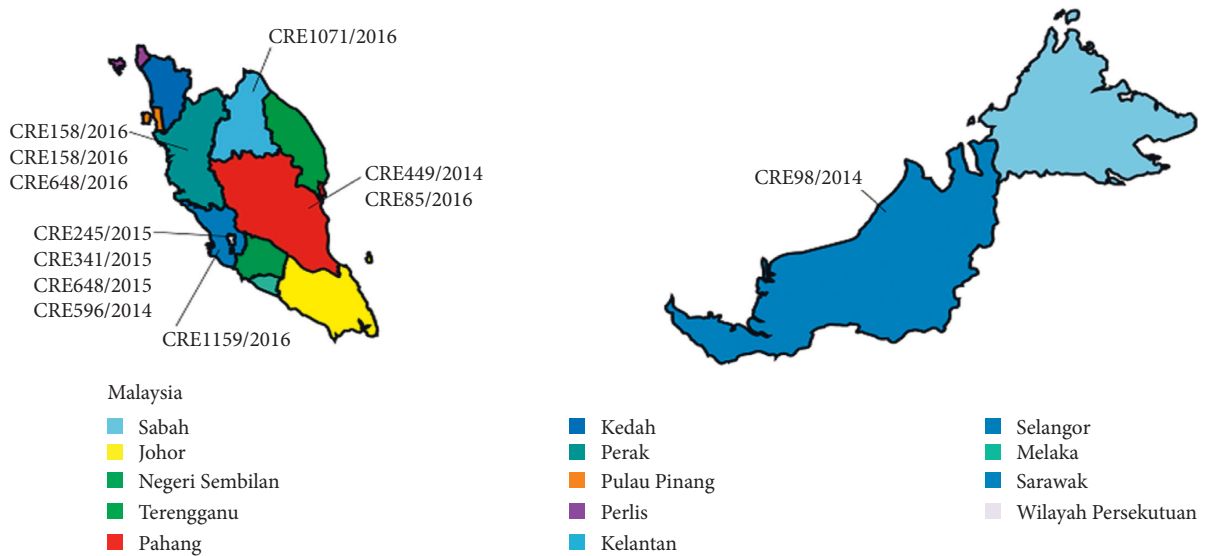 CRE1071/2016
CRE158/2016
CRE158/2016
CRE648/2016
CRE449/2014
CRE85/2016
CRE98/2014
CRE245/2015
CRE341/2015
CRE648/2015
CRE596/2014
CRE1159/2016
Malaysia
Sabah
Johor
Negeri Sembilan
Terengganu
Pahang
Kedah
Perak
Pulau Pinang
Perlis
Kelantan
Selangor
Melaka
Sarawak
Wilayah Persekutuan